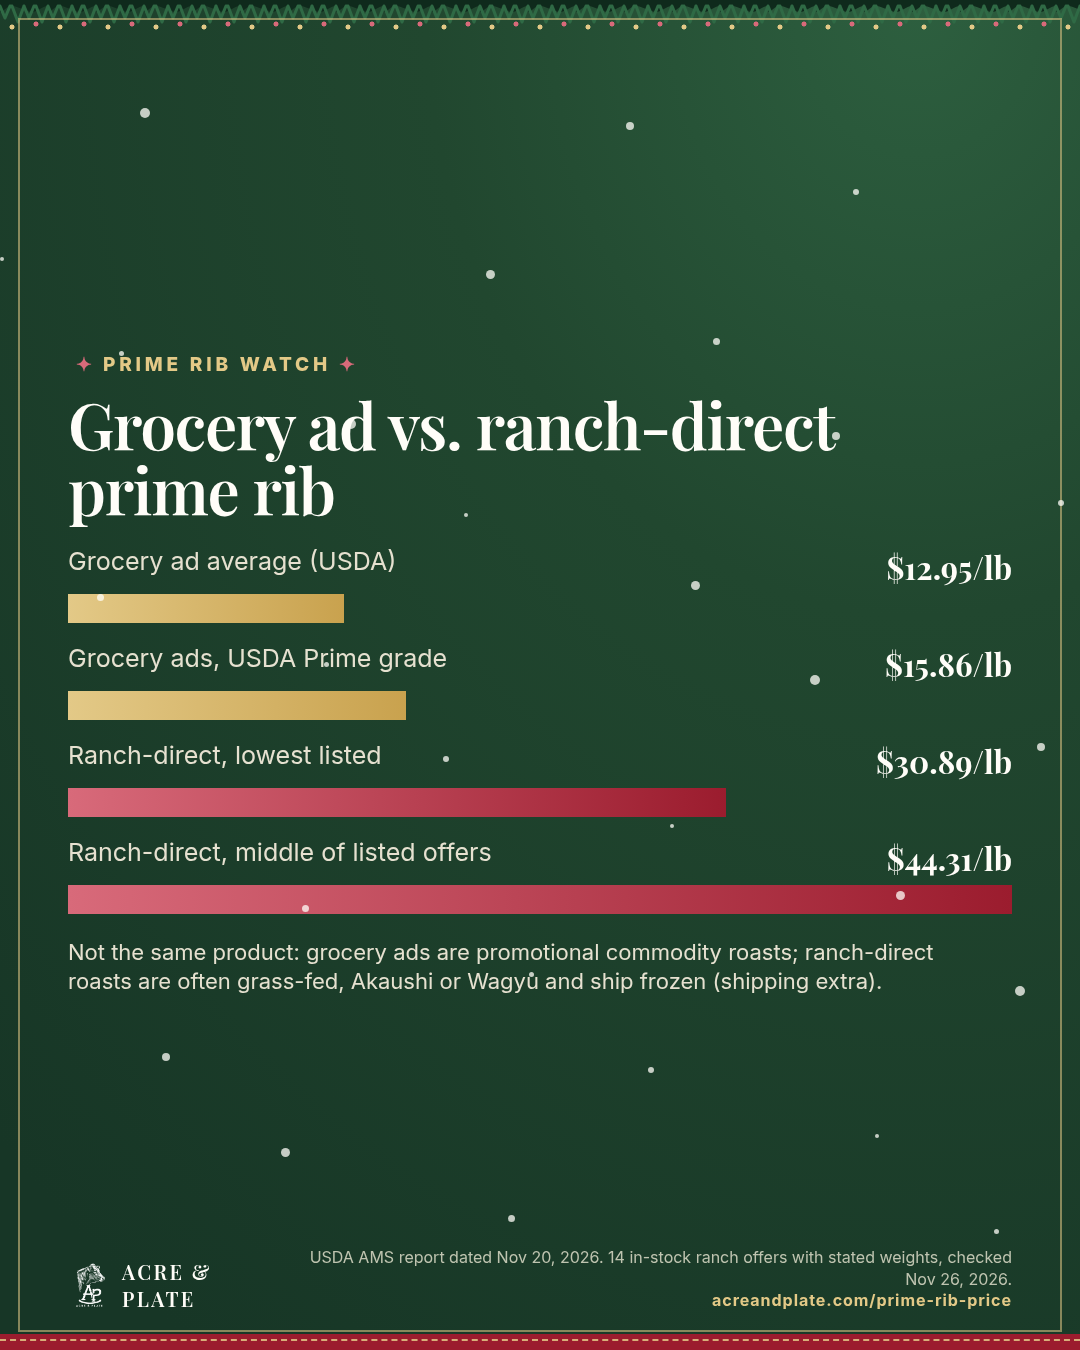 ✦ PRIME RIB WATCH ✦
Grocery ad vs. ranch-direct
prime rib
Grocery ad average (USDA)
$12.95/lb
Grocery ads, USDA Prime grade
$15.86/lb
Ranch-direct, lowest listed
$30.89/lb
Ranch-direct, middle of listed offers
$44.31/lb
Not the same product: grocery ads are promotional commodity roasts; ranch-direct
roasts are often grass-fed, Akaushi or Wagyu and ship frozen (shipping extra).
AP
ACRE &
PLATE
USDA AMS report dated Nov 20, 2026. 14 in-stock ranch offers with stated weights, checked
Nov 26, 2026.
acreandplate.com/prime-rib-price